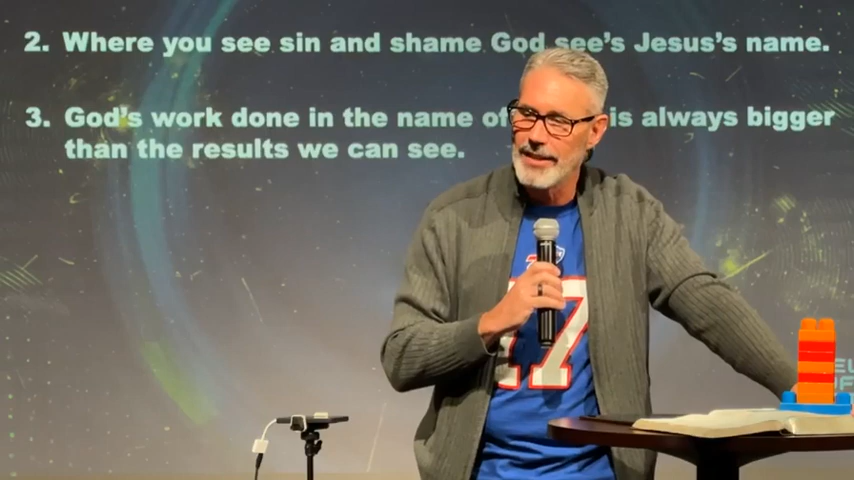 2. Where you see sin and shame God see's Jesus's name.
3. God's work done in the name of is always bigger
than the results we can see.
17